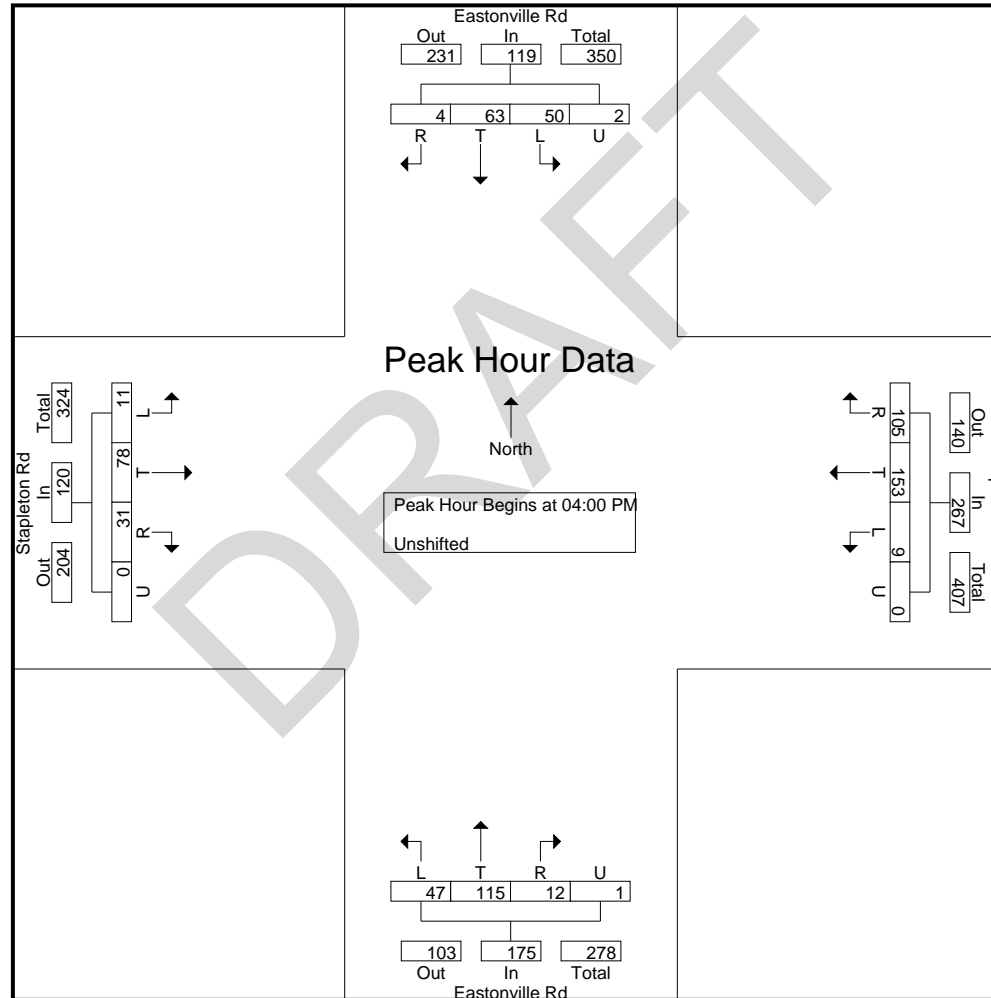 Eastonville Rd
Out In Total
231 119 350
4 63 50 2
R T L U
Peak Hour Data
North
Peak Hour Begins at 04:00 PM
Unshifted
Stapleton Rd
Total In Out
324 120 204
11 78 31 0
L T R U
R T L U
105 153 9 0
Out In Total
140 267 407
L T R U
47 115 12 1
103 175 278
Out In Total
Eastonville Rd
DRAFT